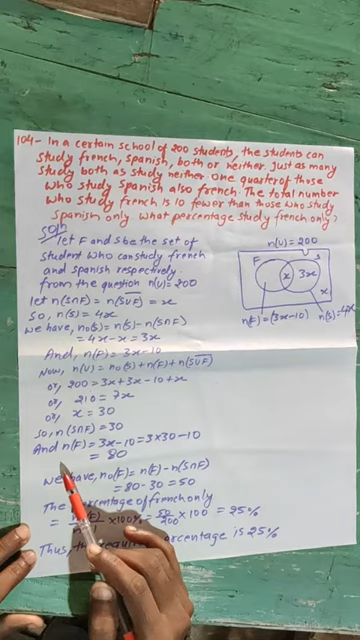 104- In a certain school of 200 students, the students can
study french, spanish, both or neither. Just as many
study both as study neither One quarter of those
who study spanish also french. The total number
who study french is 10 fewer than those who study
spanish only what percentage study french only?
Soln
let F and S be the set of
student who can study french
and spanish respectively
from the question n(U)=200
let n(S∩F) = n(S∪F) = x
So, n(S) = 4x
we have, no(S) = n(S) - n(S∩F)
= 4x - x = 3x
And, n(F) = 3x-10
Now, n(U) = no(S) + n(F) + n(S∪F)
or, 200 = 3x + 3x - 10 + x
or, 210 = 7x
or, x = 30
So, n(S∩F) = 30
And n(F) = 3x-10 = 3×30-10
= 80
we have, no(F) = n(F) - n(S∩F)
= 80-30 = 50
The percentage of french only
×100% = 50/200 × 100 = 25%
Thus, the percentage is 25%
n(U) = 200
F
S
x
3x
x
n(F)=(3x-10)
n(S)=4x